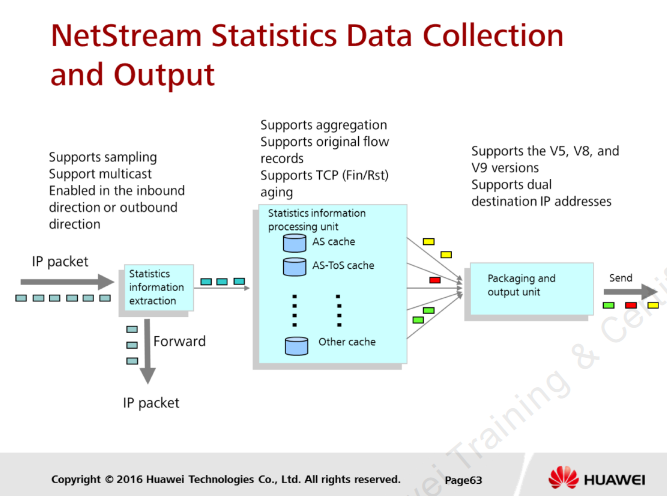 NetStream Statistics Data Collection
and Output
Supports sampling
Support multicast
Enabled in the inbound
direction or outbound
direction
Supports aggregation
Supports original flow
records
Supports TCP (Fin/Rst)
aging
Supports the V5, V8, and
V9 versions
Supports dual
destination IP addresses
IP packet
Statistics
information
extraction
Forward
IP packet
Statistics information
processing unit
AS cache
AS-ToS cache
Other cache
Packaging and
output unit
Send
Training &
Copyright © 2016 Huawei Technologies Co., Ltd. All rights reserved.
Page63
HUAWEI